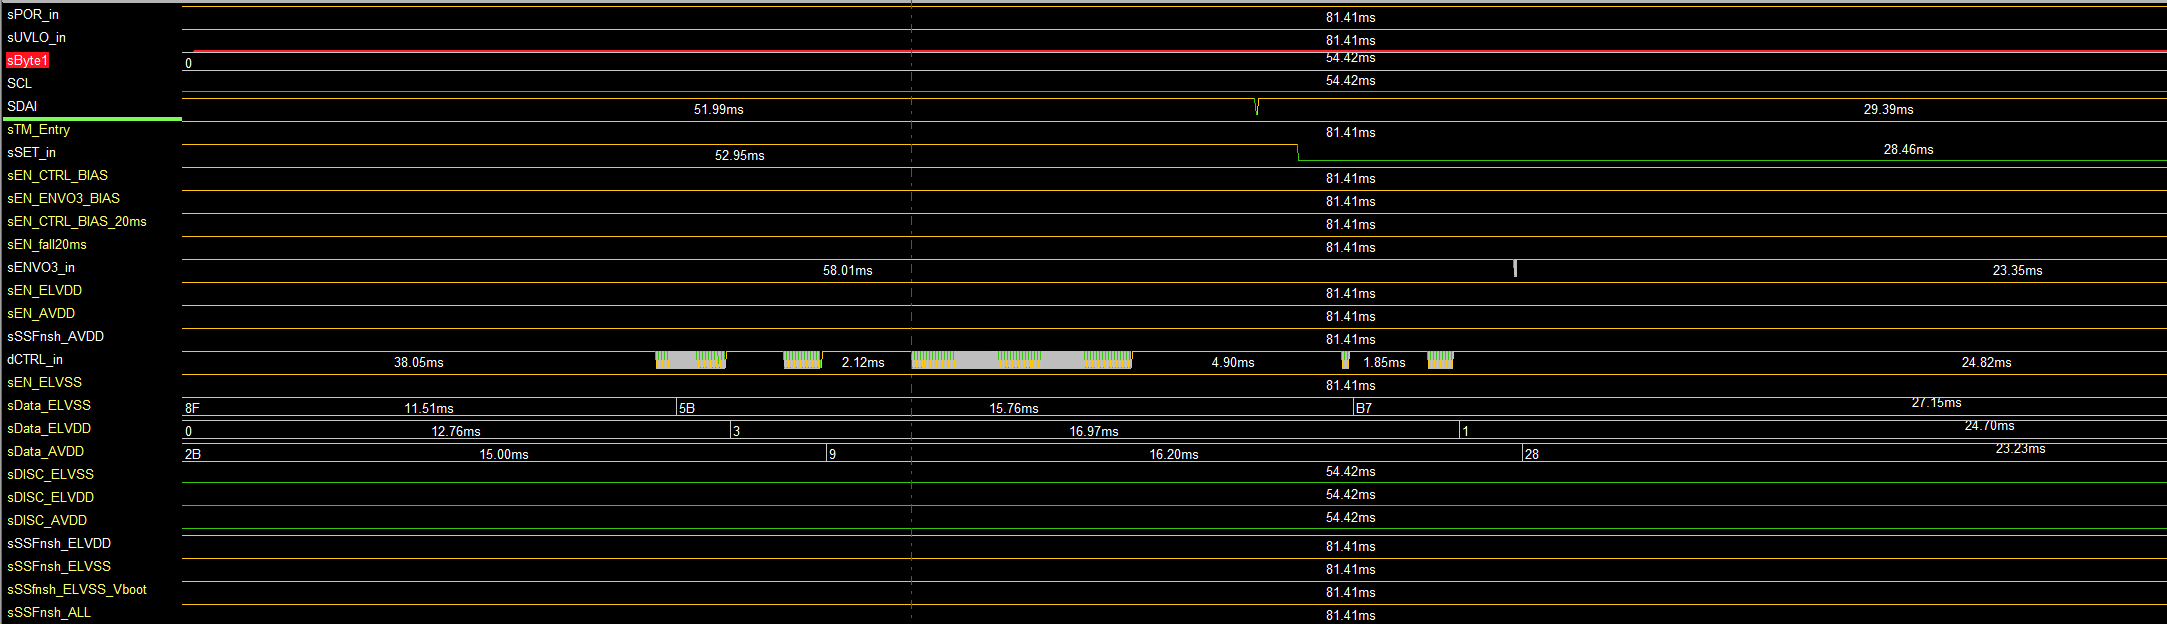 sPOR_in 81.41ms
sUVLO_in 81.41ms
sByte1 0 54.42ms
SCL 54.42ms
SDAI 51.99ms 29.39ms
sTM_Entry 81.41ms
sSET_in 52.95ms 28.46ms
sEN_CTRL_BIAS 81.41ms
sEN_ENVO3_BIAS 81.41ms
sEN_CTRL_BIAS_20ms 81.41ms
sEN_fall20ms 81.41ms
sENVO3_in 58.01ms 23.35ms
sEN_ELVDD 81.41ms
sEN_AVDD 81.41ms
sSSFnsh_AVDD 81.41ms
dCTRL_in 38.05ms 2.12ms 4.90ms 1.85ms 24.82ms
sEN_ELVSS 81.41ms
sData_ELVSS 8F 11.51ms 5B 15.76ms B7 27.15ms
sData_ELVDD 0 12.76ms 3 16.97ms 1 24.70ms
sData_AVDD 2B 15.00ms 9 16.20ms 28 23.23ms
sDISC_ELVSS 54.42ms
sDISC_ELVDD 54.42ms
sDISC_AVDD 54.42ms
sSSFnsh_ELVDD 81.41ms
sSSFnsh_ELVSS 81.41ms
sSSfnsh_ELVSS_Vboot 81.41ms
sSSFnsh_ALL 81.41ms